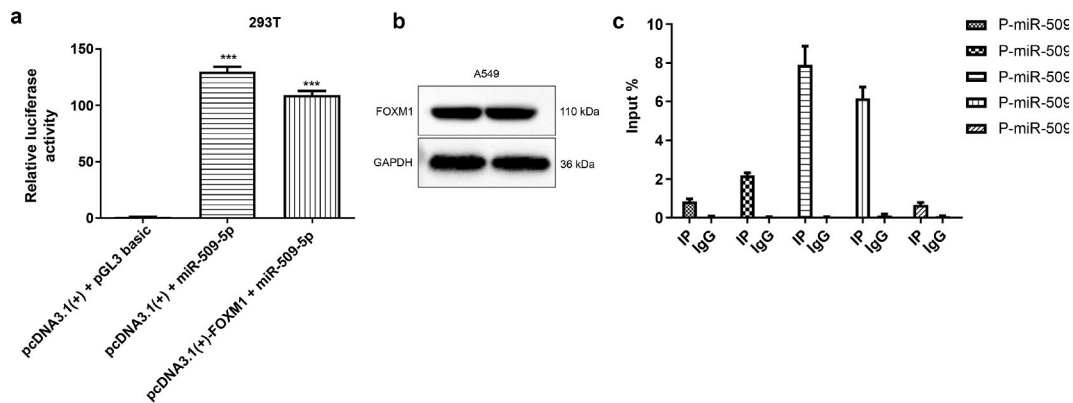 a
293T
Relative luciferase
activity
150
100
50
0
***
***
pcDNA3.1(+) + pGL3 basic
pcDNA3.1(+) + miR-509-5p
pcDNA3.1(+)-FOXM1 + miR-509-5p
b
A549
FOXM1
110 kDa
GAPDH
36 kDa
c
Input %
10
8
6
4
2
0
IP
IgG
IP
IgG
IP
IgG
IP
IgG
IP
IgG
P-miR-509
P-miR-509
P-miR-509
P-miR-509
P-miR-509